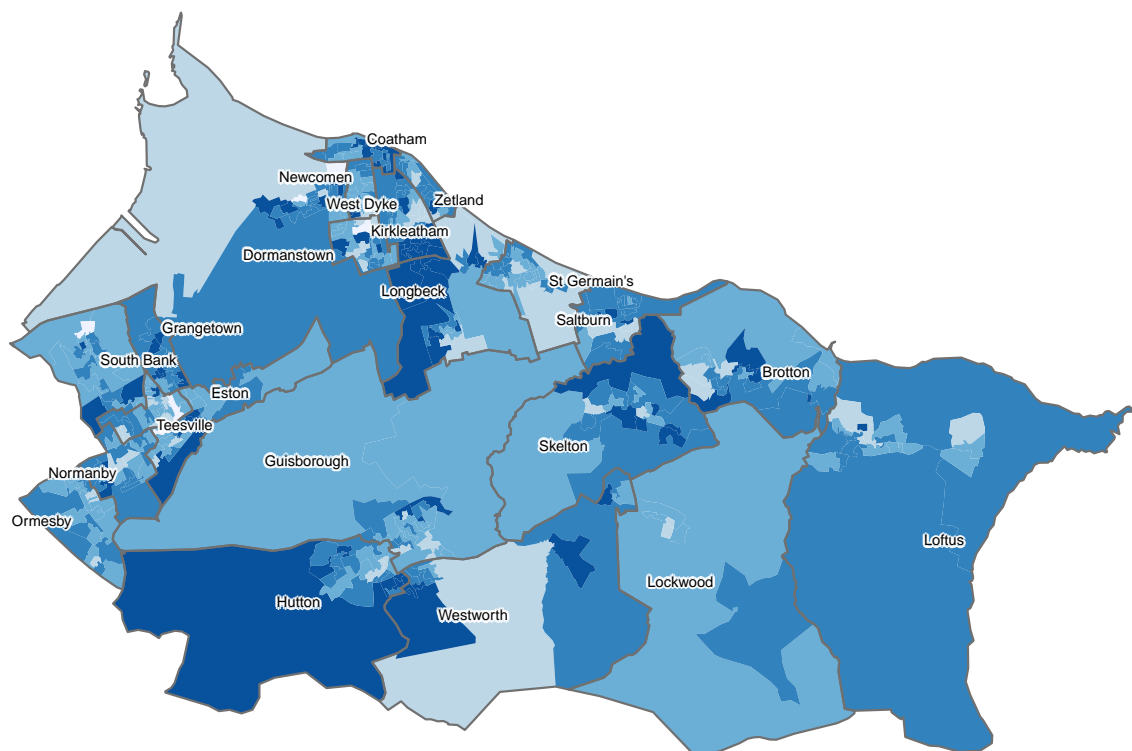 Coatham
Newcomen
West Dyke
Zetland
Kirkleatham
Dormanstown
Longbeck
St Germain's
Saltburn
Grangetown
South Bank
Brotton
Eston
Teesville
Skelton
Guisborough
Normanby
Ormesby
Loftus
Lockwood
Hutton
Westworth